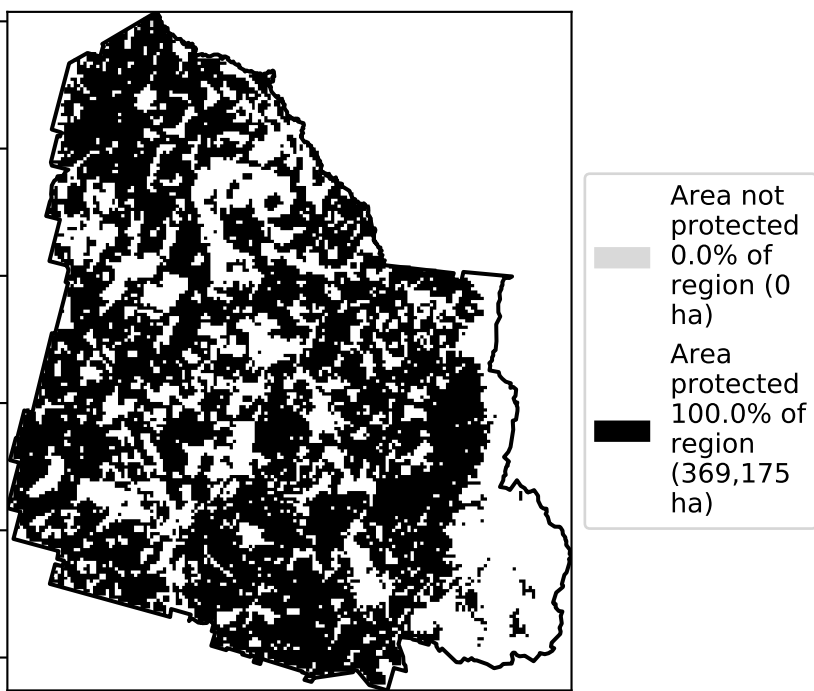 Area not
protected
0.0% of
region (0
ha)
Area
protected
100.0% of
region
(369,175
ha)